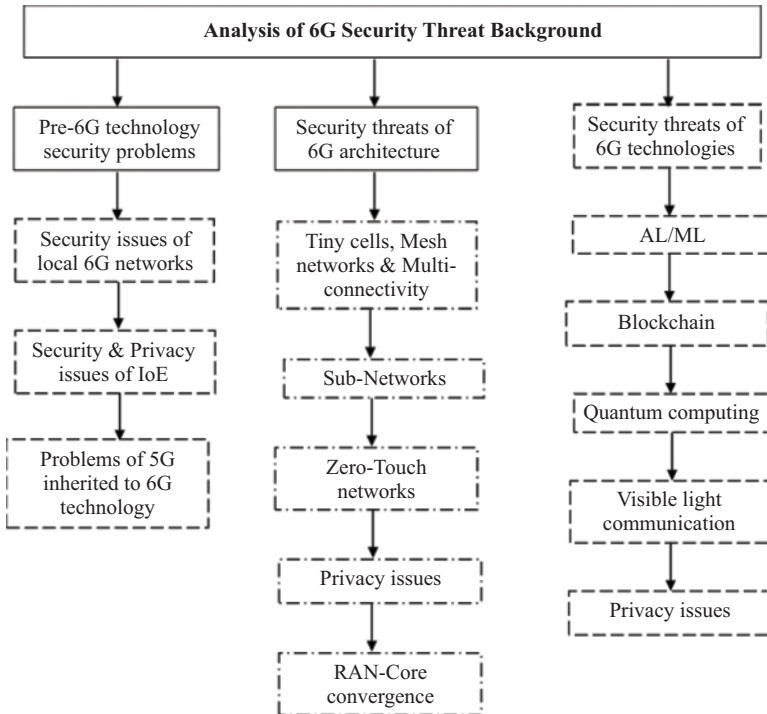 Analysis of 6G Security Threat Background
Pre-6G technology
security problems
Security issues of
local 6G networks
Security & Privacy
issues of IoE
Problems of 5G
inherited to 6G
technology
Security threats of
6G architecture
Tiny cells, Mesh
networks & Multi-
connectivity
Sub-Networks
Zero-Touch
networks
Privacy issues
RAN-Core
convergence
Security threats of
6G technologies
AL/ML
Blockchain
Quantum computing
Visible light
communication
Privacy issues